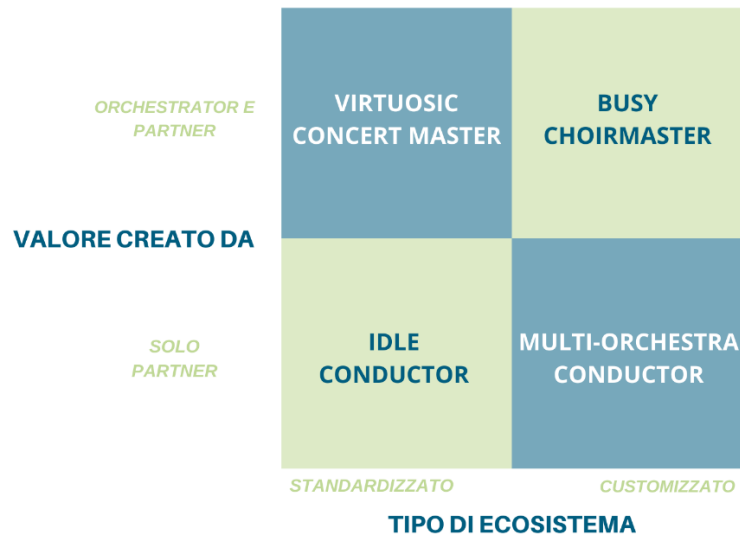 ORCHESTRATOR E
PARTNER
VIRTUOSIC
CONCERT MASTER
BUSY
CHOIRMASTER
VALORE CREATO DA
SOLO
PARTNER
IDLE
CONDUCTOR
MULTI-ORCHESTRA
CONDUCTOR
STANDARDIZZATO
CUSTOMIZZATO
TIPO DI ECOSISTEMA